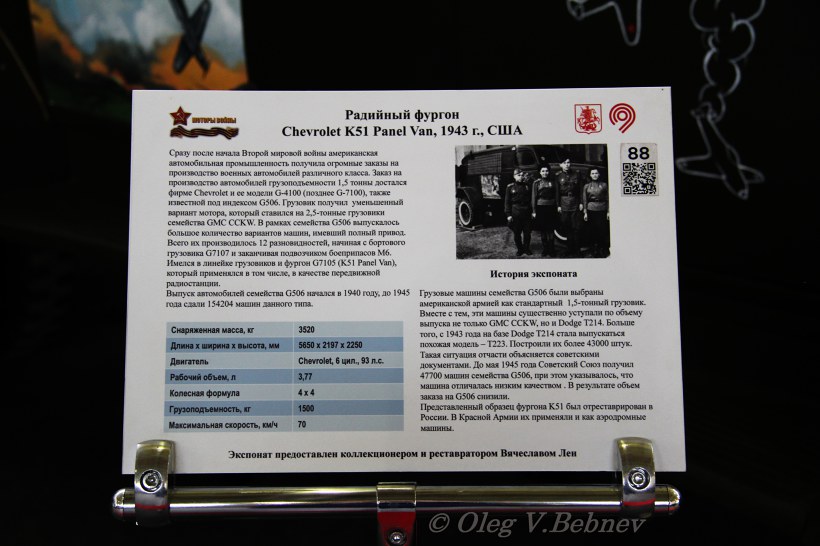 МОТОРЫ ВОЙНЫ
Радийный фургон
Chevrolet K51 Panel Van, 1943 г., США
88
Сразу после начала Второй мировой войны американская
автомобильная промышленность получила огромные заказы на
производство военных автомобилей различного класса. Заказ на
производство автомобилей грузоподъемности 1,5 тонны достался
фирме Chevrolet и ее модели G-4100 (позднее G-7100), также
известной под индексом G506. Грузовик получил уменьшенный
вариант мотора, который ставился на 2,5-тонные грузовики
семейства GMC CCKW. В рамках семейства G506 выпускалось
большое количество вариантов машин, имевший полный привод.
Всего их производилось 12 разновидностей, начиная с бортового
грузовика G7107 и заканчивая подвозчиком боеприпасов М6.
Имелся в линейке грузовиков и фургон G7105 (K51 Panel Van),
который применялся в том числе, в качестве передвижной
радиостанции.
Выпуск автомобилей семейства G506 начался в 1940 году, до 1945
года сдали 154204 машин данного типа.
Снаряженная масса, кг 3520
Длина х ширина х высота, мм 5650 х 2197 х 2250
Двигатель Chevrolet, 6 цил., 93 л.с.
Рабочий объем, л 3,77
Колесная формула 4 х 4
Грузоподъемность, кг 1500
Максимальная скорость, км/ч 70
История экспоната
Грузовые машины семейства G506 были выбраны
американской армией как стандартный 1,5-тонный грузовик.
Вместе с тем, эти машины существенно уступали по объему
выпуска не только GMC CCKW, но и Dodge T214. Больше
того, с 1943 года на базе Dodge T214 стала выпускаться
похожая модель – T223. Построили их более 43000 штук.
Такая ситуация отчасти объясняется советскими
документами. До мая 1945 года Советский Союз получил
47700 машин семейства G506, при этом указывалось, что
машина отличалась низким качеством . В результате объем
заказа на G506 снизили.
Представленный образец фургона K51 был отреставрирован в
России. В Красной Армии их применяли и как аэродромные
машины.
Экспонат предоставлен коллекционером и реставратором Вячеславом Лен
© Oleg V.Bebnev